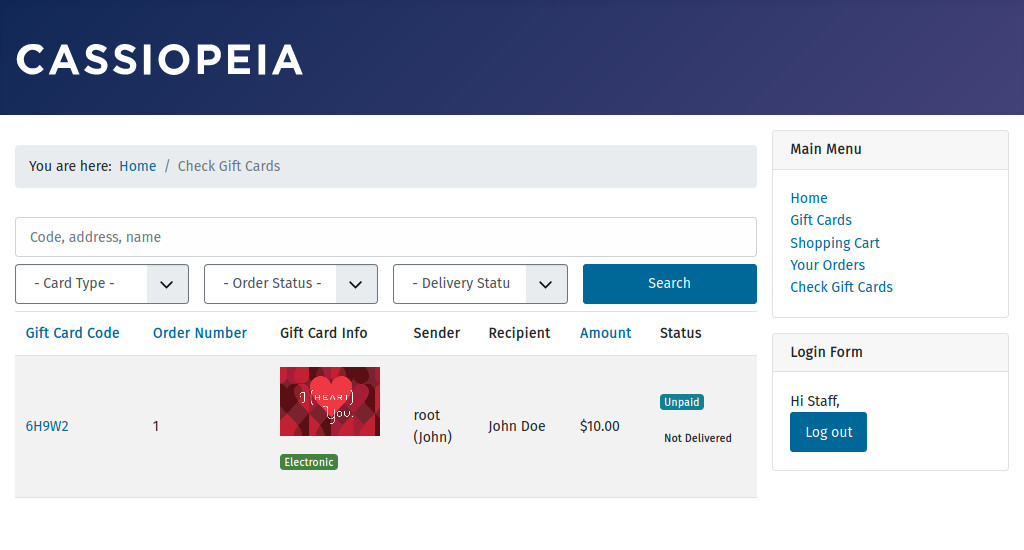 CASSIOPEIA
You are here: Home / Check Gift Cards
Code, address, name
- Card Type -
- Order Status -
- Delivery Statu
Search
Gift Card Code Order Number Gift Card Info Sender Recipient Amount Status
6H9W2 1
I {HEART}
You.
Electronic
root
(John)
John Doe
$10.00
Unpaid
Not Delivered
Main Menu
Home
Gift Cards
Shopping Cart
Your Orders
Check Gift Cards
Login Form
Hi Staff,
Log out